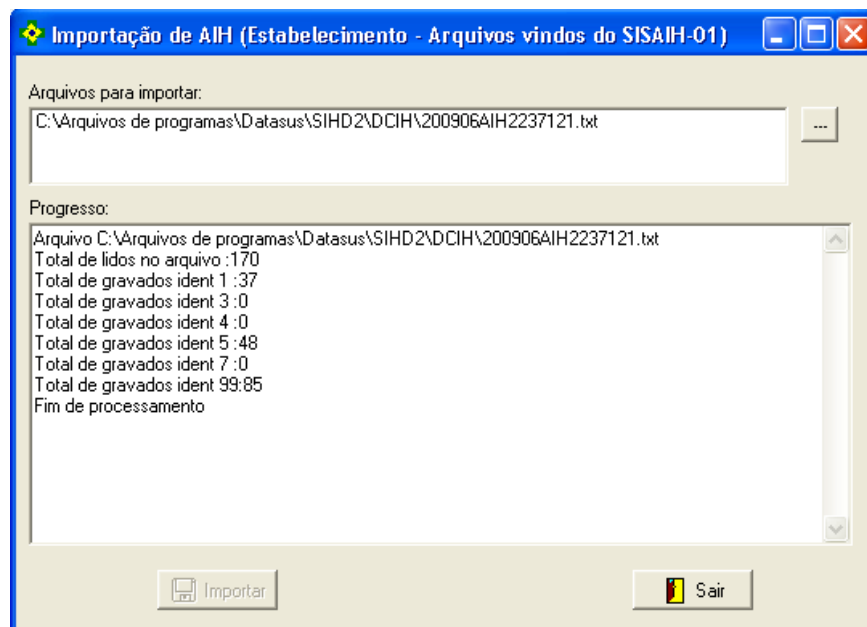 Importação de AIH (Estabelecimento - Arquivos vindos do SISAIH-01)
Arquivos para importar:
C:\Arquivos de programas\Datasus\SIHD2\DCIH\200906AIH2237121.txt
...
Progresso:
Arquivo C:\Arquivos de programas\Datasus\SIHD2\DCIH\200906AIH2237121.txt
Total de lidos no arquivo :170
Total de gravados ident 1 :37
Total de gravados ident 3 :0
Total de gravados ident 4 :0
Total de gravados ident 5 :48
Total de gravados ident 7 :0
Total de gravados ident 99:85
Fim de processamento
Importar
Sair